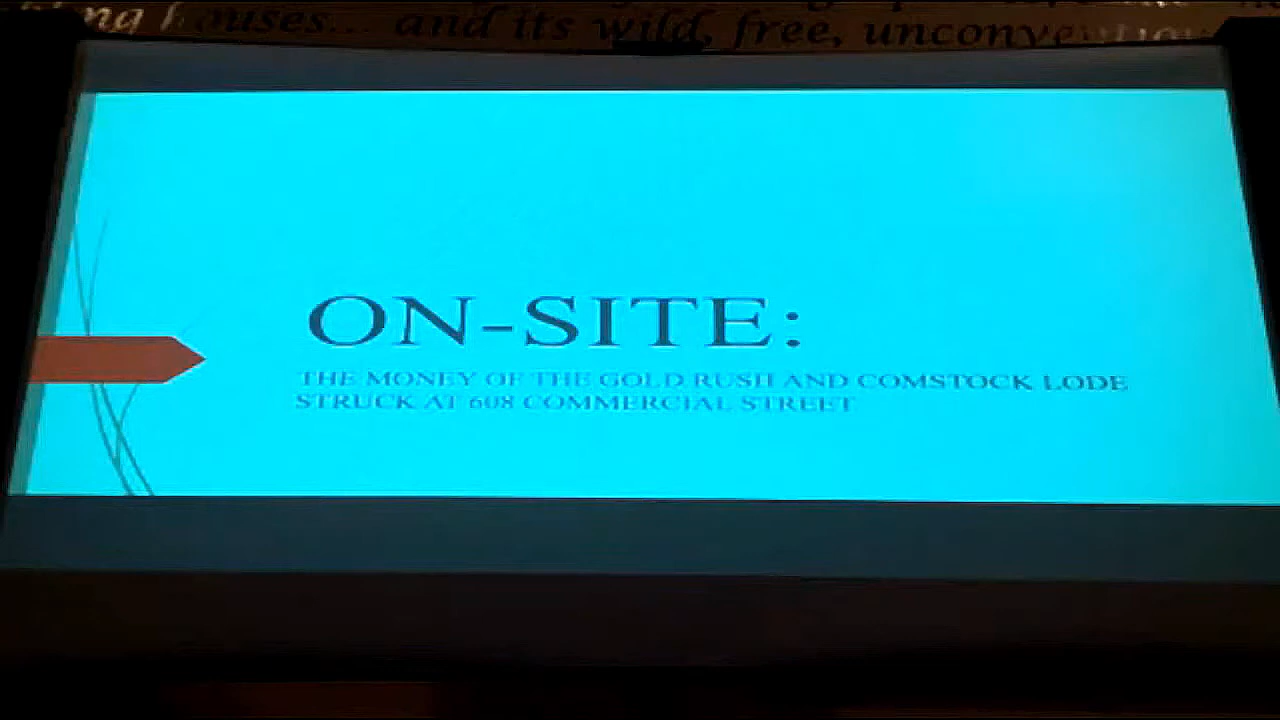 houses... and its wild, free,
ON-SITE:
THE MONEY OF THE GOLD RUSH AND COMSTOCK LODE
STRUCK AT 608 COMMERCIAL STREET